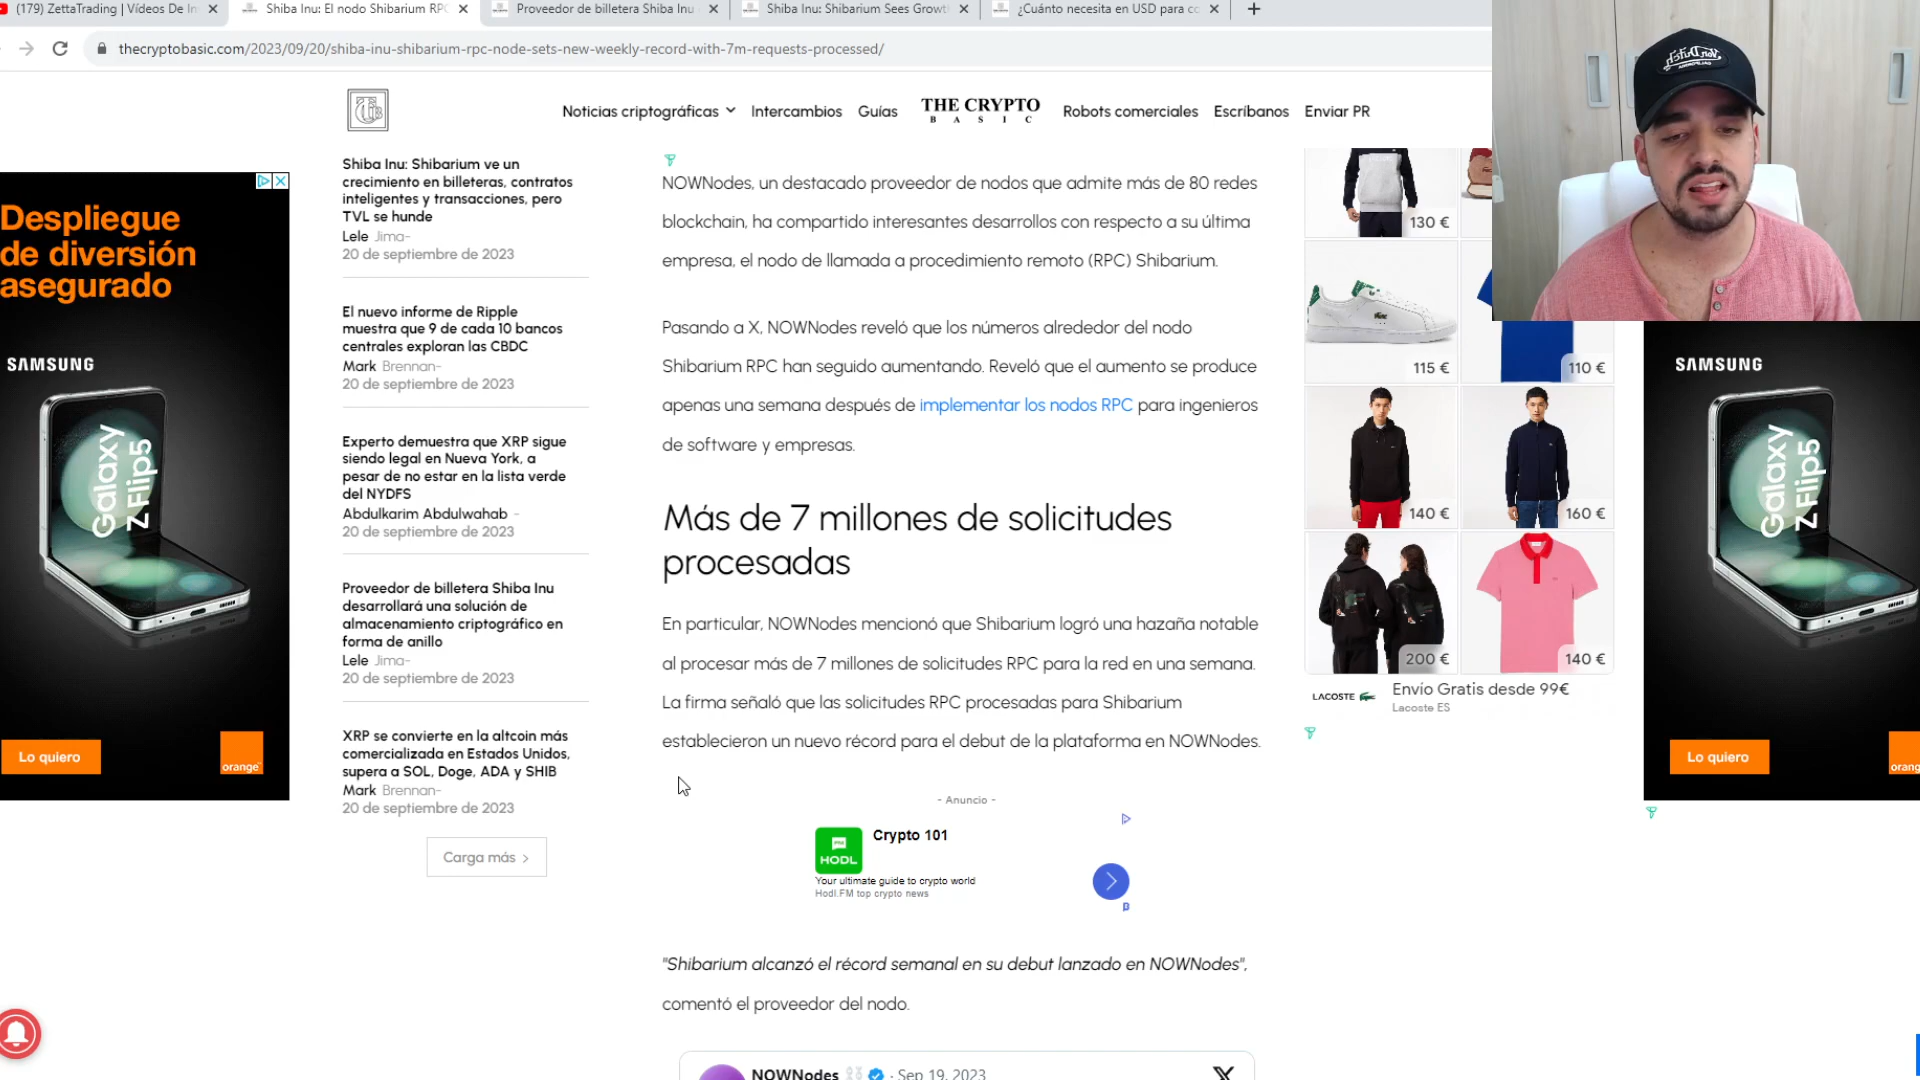 (179) ZettaTrading | Vídeos De In
Shiba Inu: El nodo Shibarium RPC
Proveedor de billetera Shiba Inu
Shiba Inu: Shibarium Sees Growt
¿Cuánto necesita en USD para co
thecryptobasic.com/2023/09/20/shiba-inu-shibarium-rpc-node-sets-new-weekly-record-with-7m-requests-processed/
Noticias criptográficas
Intercambios
Guías
THE CRYPTO
BASIC
Robots comerciales
Escríbanos
Enviar PR
Despliegue
de diversión
asegurado
SAMSUNG
Galaxy
Z Flip5
Lo quiero
orange
Shiba Inu: Shibarium ve un
crecimiento en billeteras, contratos
inteligentes y transacciones, pero
TVL se hunde
Lele Jima-
20 de septiembre de 2023
El nuevo informe de Ripple
muestra que 9 de cada 10 bancos
centrales exploran las CBDC
Mark Brennan-
20 de septiembre de 2023
Experto demuestra que XRP sigue
siendo legal en Nueva York, a
pesar de no estar en la lista verde
del NYDFS
Abdulkarim Abdulwahab -
20 de septiembre de 2023
Proveedor de billetera Shiba Inu
desarrollará una solución de
almacenamiento criptográfico en
forma de anillo
Lele Jima-
20 de septiembre de 2023
XRP se convierte en la altcoin más
comercializada en Estados Unidos,
supera a SOL, Doge, ADA y SHIB
Mark Brennan-
20 de septiembre de 2023
Carga más
NOWNodes, un destacado proveedor de nodos que admite más de 80 redes
blockchain, ha compartido interesantes desarrollos con respecto a su última
empresa, el nodo de llamada a procedimiento remoto (RPC) Shibarium.
Pasando a X, NOWNodes reveló que los números alrededor del nodo
Shibarium RPC han seguido aumentando. Reveló que el aumento se produce
apenas una semana después de implementar los nodos RPC para ingenieros
de software y empresas.
Más de 7 millones de solicitudes
procesadas
En particular, NOWNodes mencionó que Shibarium logró una hazaña notable
al procesar más de 7 millones de solicitudes RPC para la red en una semana.
La firma señaló que las solicitudes RPC procesadas para Shibarium
establecieron un nuevo récord para el debut de la plataforma en NOWNodes.
- Anuncio -
HODL
Crypto 101
Your ultimate guide to crypto world
Hodl.FM top crypto news
"Shibarium alcanzó el récord semanal en su debut lanzado en NOWNodes",
comentó el proveedor del nodo.
NOWNodes
· Sep 19, 2023
130 €
115 €
110 €
140 €
160 €
200 €
140 €
LACOSTE
Envío Gratis desde 99€
Lacoste ES
Von Dutch
SAMSUNG
Galaxy
Z Flip5
Lo quiero
orang